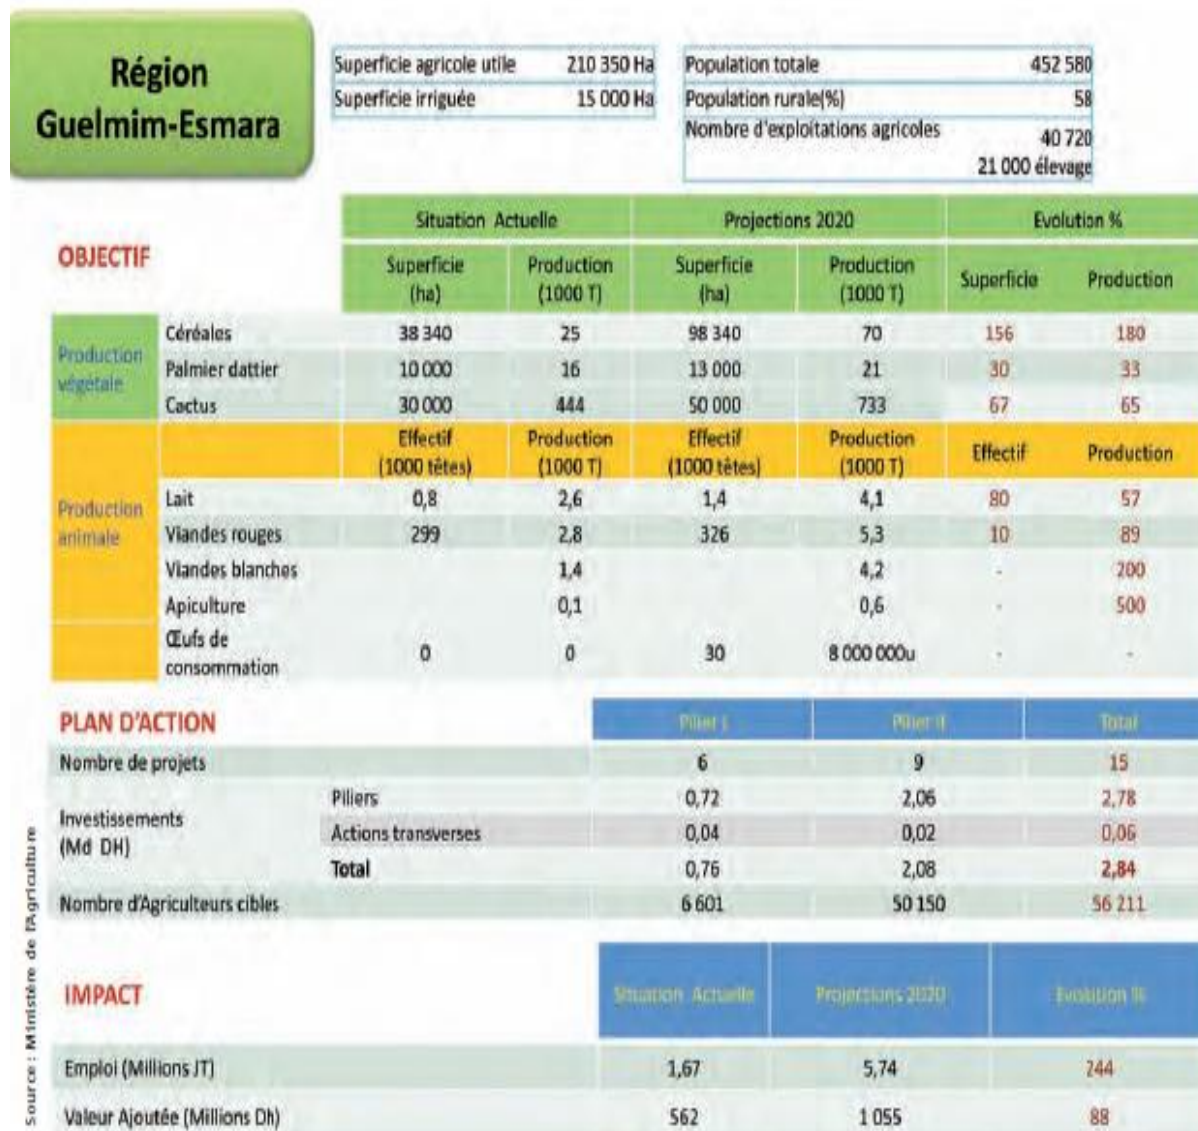 Région
Guelmim-Esmara
Superficie agricole utile 210 350 Ha
Superficie irriguée 15 000 Ha
Population totale 452 580
Population rurale(%) 58
Nombre d'exploitations agricoles 40 720
21 000 élevage
OBJECTIF
Situation Actuelle Projections 2020 Evolution %
Superficie (ha) Production (1000 T) Superficie (ha) Production (1000 T) Superficie Production
Production végétale
Céréales 38 340 25 98 340 70 156 180
Palmier dattier 10 000 16 13 000 21 30 33
Cactus 30 000 444 50 000 733 67 65
Effectif (1000 têtes) Production (1000 T) Effectif (1000 têtes) Production (1000 T) Effectif Production
Production animale
Lait 0,8 2,6 1,4 4,1 80 57
Viandes rouges 299 2,8 326 5,3 10 89
Viandes blanches 1,4 4,2 - 200
Apiculture 0,1 0,6 - 500
Œufs de consommation 0 0 30 8 000 000u - -
PLAN D'ACTION Pilier I Pilier II Total
Nombre de projets 6 9 15
Investissements (Md DH)
Piliers 0,72 2,06 2,78
Actions transverses 0,04 0,02 0,06
Total 0,76 2,08 2,84
Nombre d'Agriculteurs cibles 6 601 50 150 56 211
IMPACT Situation Actuelle Projections 2020 Evolution %
Emploi (Millions JT) 1,67 5,74 244
Valeur Ajoutée (Millions Dh) 562 1 055 88
Source : Ministère de l'Agriculture